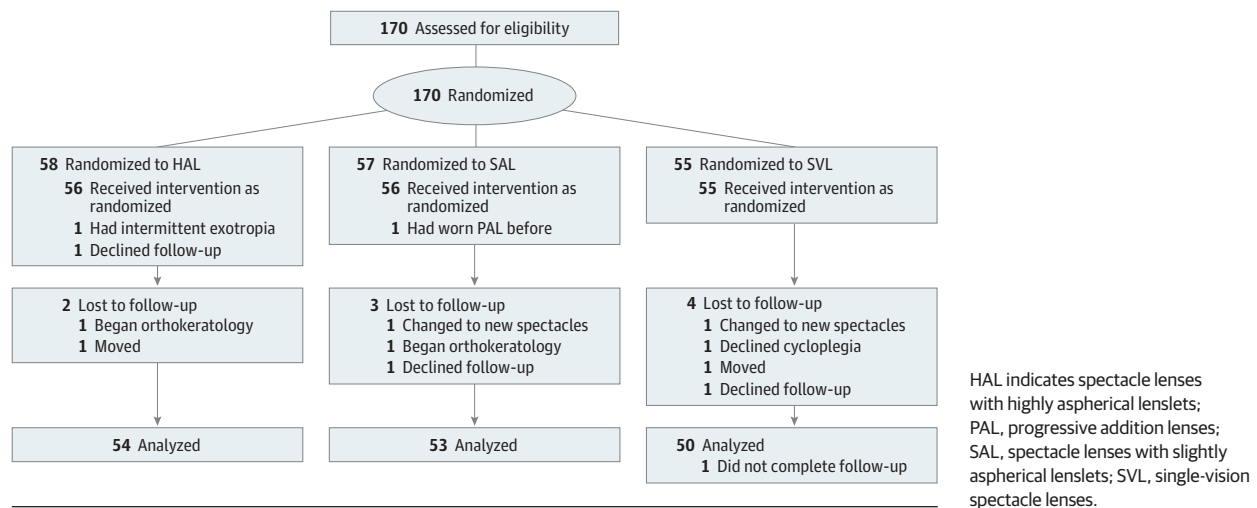 170 Assessed for eligibility
170 Randomized
58 Randomized to HAL
56 Received intervention as
randomized
1 Had intermittent exotropia
1 Declined follow-up
57 Randomized to SAL
56 Received intervention as
randomized
1 Had worn PAL before
55 Randomized to SVL
55 Received intervention as
randomized
2 Lost to follow-up
1 Began orthokeratology
1 Moved
3 Lost to follow-up
1 Changed to new spectacles
1 Began orthokeratology
1 Declined follow-up
4 Lost to follow-up
1 Changed to new spectacles
1 Declined cycloplegia
1 Moved
1 Declined follow-up
54 Analyzed
53 Analyzed
50 Analyzed
1 Did not complete follow-up
HAL indicates spectacle lenses
with highly aspherical lenslets;
PAL, progressive addition lenses;
SAL, spectacle lenses with slightly
aspherical lenslets; SVL, single-vision
spectacle lenses.